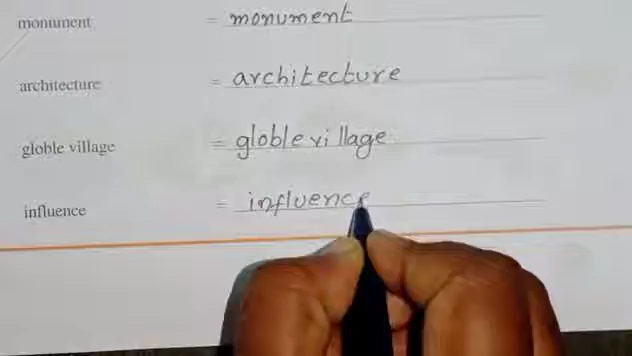 monument = monument
architecture = architecture
globle village = globle village
influence = influence